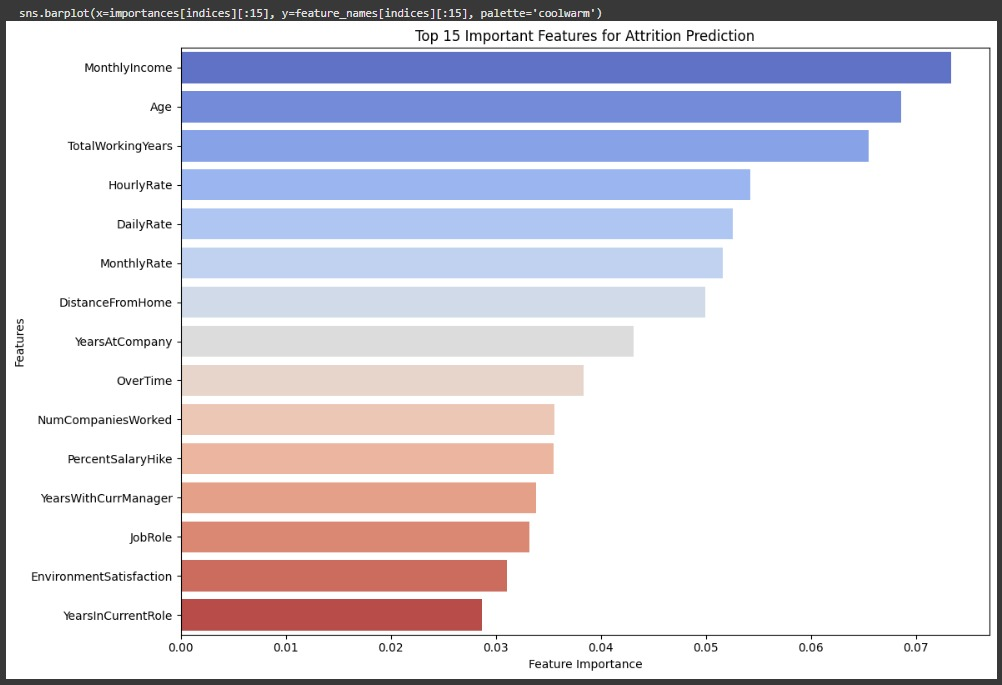 sns.barplot(x=importances[indices][:15], y=feature_names[indices][:15], palette='coolwarm')
Top 15 Important Features for Attrition Prediction
MonthlyIncome
Age
TotalWorkingYears
HourlyRate
DailyRate
MonthlyRate
DistanceFromHome
YearsAtCompany
OverTime
NumCompaniesWorked
PercentSalaryHike
YearsWithCurrManager
JobRole
EnvironmentSatisfaction
YearsInCurrentRole
Features
0.00 0.01 0.02 0.03 0.04 0.05 0.06 0.07
Feature Importance